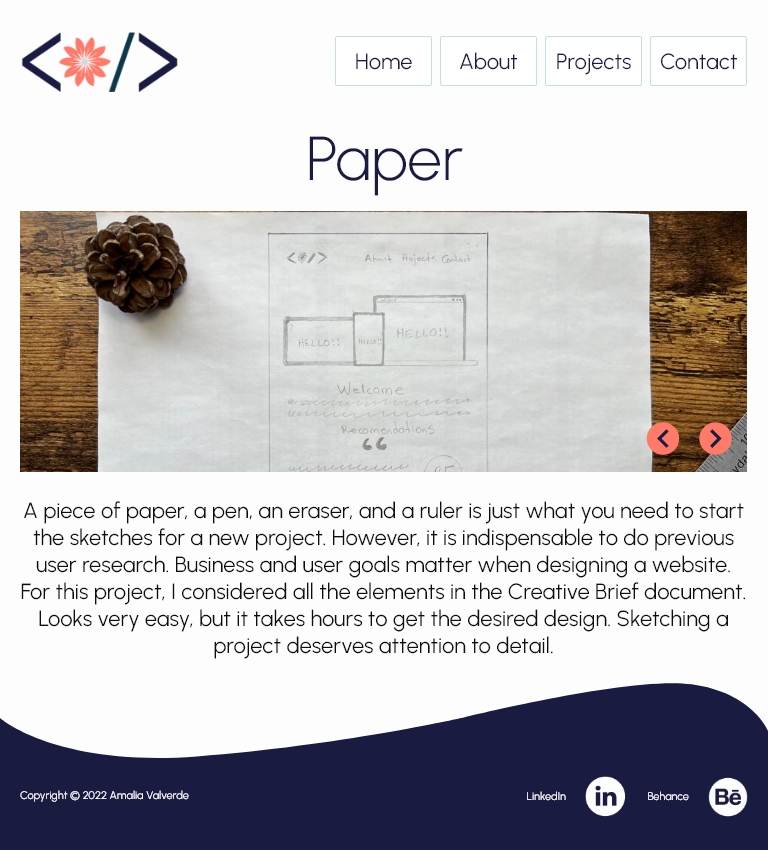 Home About Projects Contact
Paper
About Projects Contact
HELLO!! HELLO!! HELLO!!
Welcome
Recomendations
A piece of paper, a pen, an eraser, and a ruler is just what you need to start
the sketches for a new project. However, it is indispensable to do previous
user research. Business and user goals matter when designing a website.
For this project, I considered all the elements in the Creative Brief document.
Looks very easy, but it takes hours to get the desired design. Sketching a
project deserves attention to detail.
Copyright © 2022 Amalia Valverde
LinkedIn in Behance Bē